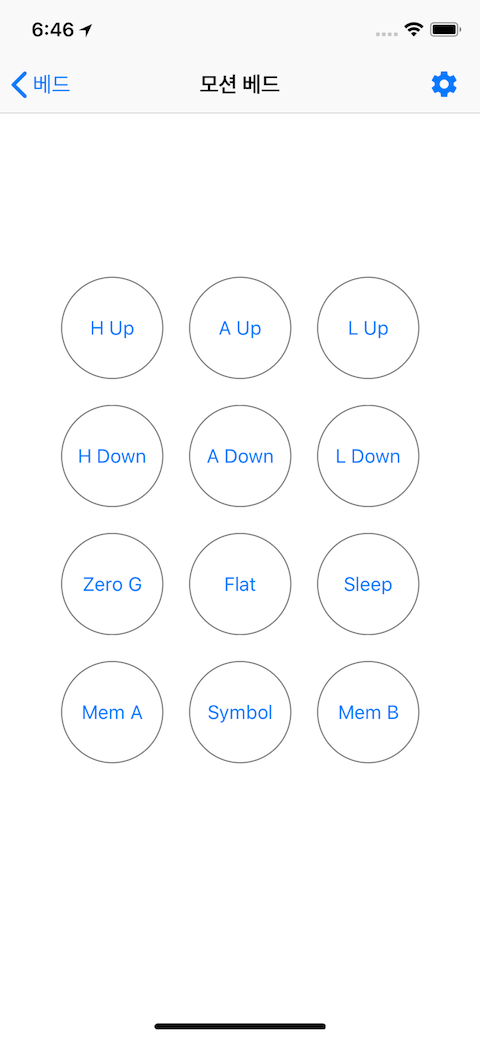 6:46
베드
모션 베드
H Up
A Up
L Up
H Down
A Down
L Down
Zero G
Flat
Sleep
Mem A
Symbol
Mem B